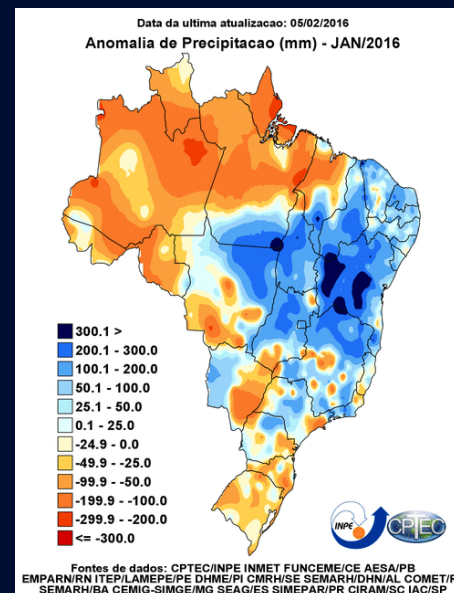 Data da ultima atualizacao: 05/02/2016
Anomalia de Precipitacao (mm) - JAN/2016
300.1 >
200.1 - 300.0
100.1 - 200.0
50.1 - 100.0
25.1 - 50.0
0.1 - 25.0
-24.9 - 0.0
-49.9 - -25.0
-99.9 - -50.0
-199.9 - -100.0
-299.9 - -200.0
<= -300.0
INPE
CPTEC
Fontes de dados: CPTEC/INPE INMET FUNCEME/CE AESA/PB
EMPARN/RN ITEP/LAMEPE/PE DHME/PI CMRH/SE SEMARH/DHN/AL COMET/
SEMARH/BA CEMIG-SIMGE/MG SEAG/ES SIMEPAR/PR CIRAM/SC IAC/SP